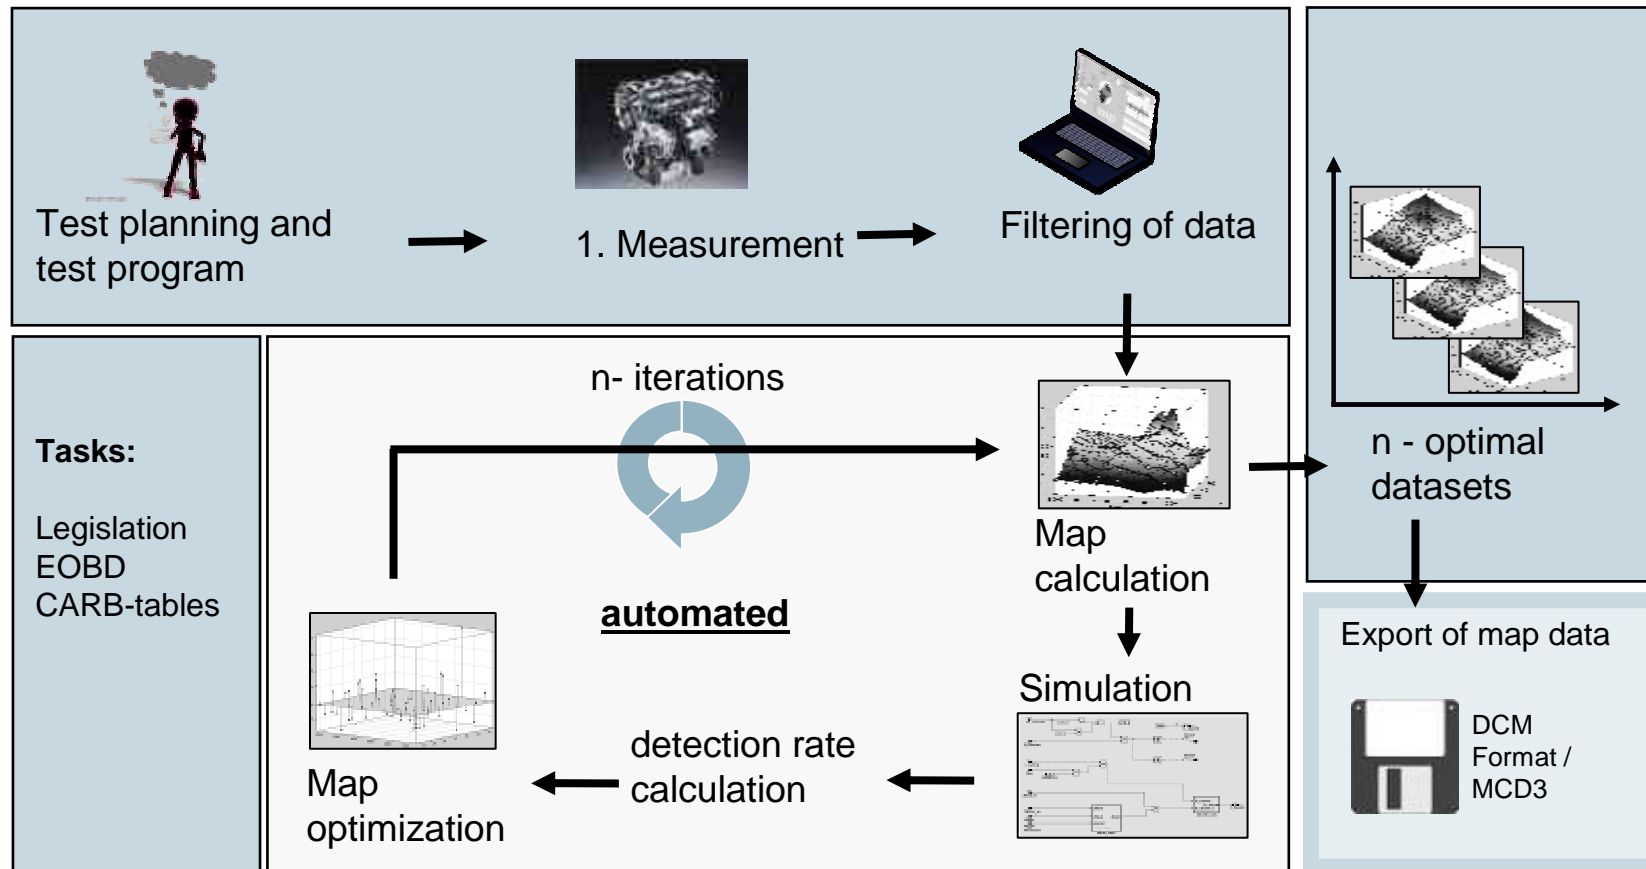 Test planning and
test program
1. Measurement
Filtering of data
n- iterations
Tasks:
Legislation
EOBD
CARB-tables
automated
Map
calculation
Simulation
detection rate
calculation
Map
optimization
n - optimal
datasets
Export of map data
DCM
Format /
MCD3